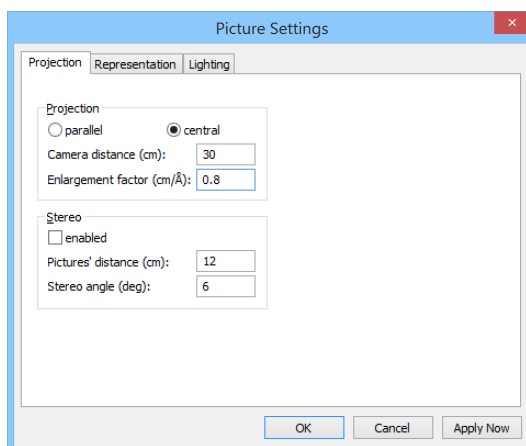 Picture Settings
Projection Representation Lighting
Projection
parallel central
Camera distance (cm): 30
Enlargement factor (cm/Å): 0.8
Stereo
enabled
Pictures' distance (cm): 12
Stereo angle (deg): 6
OK Cancel Apply Now